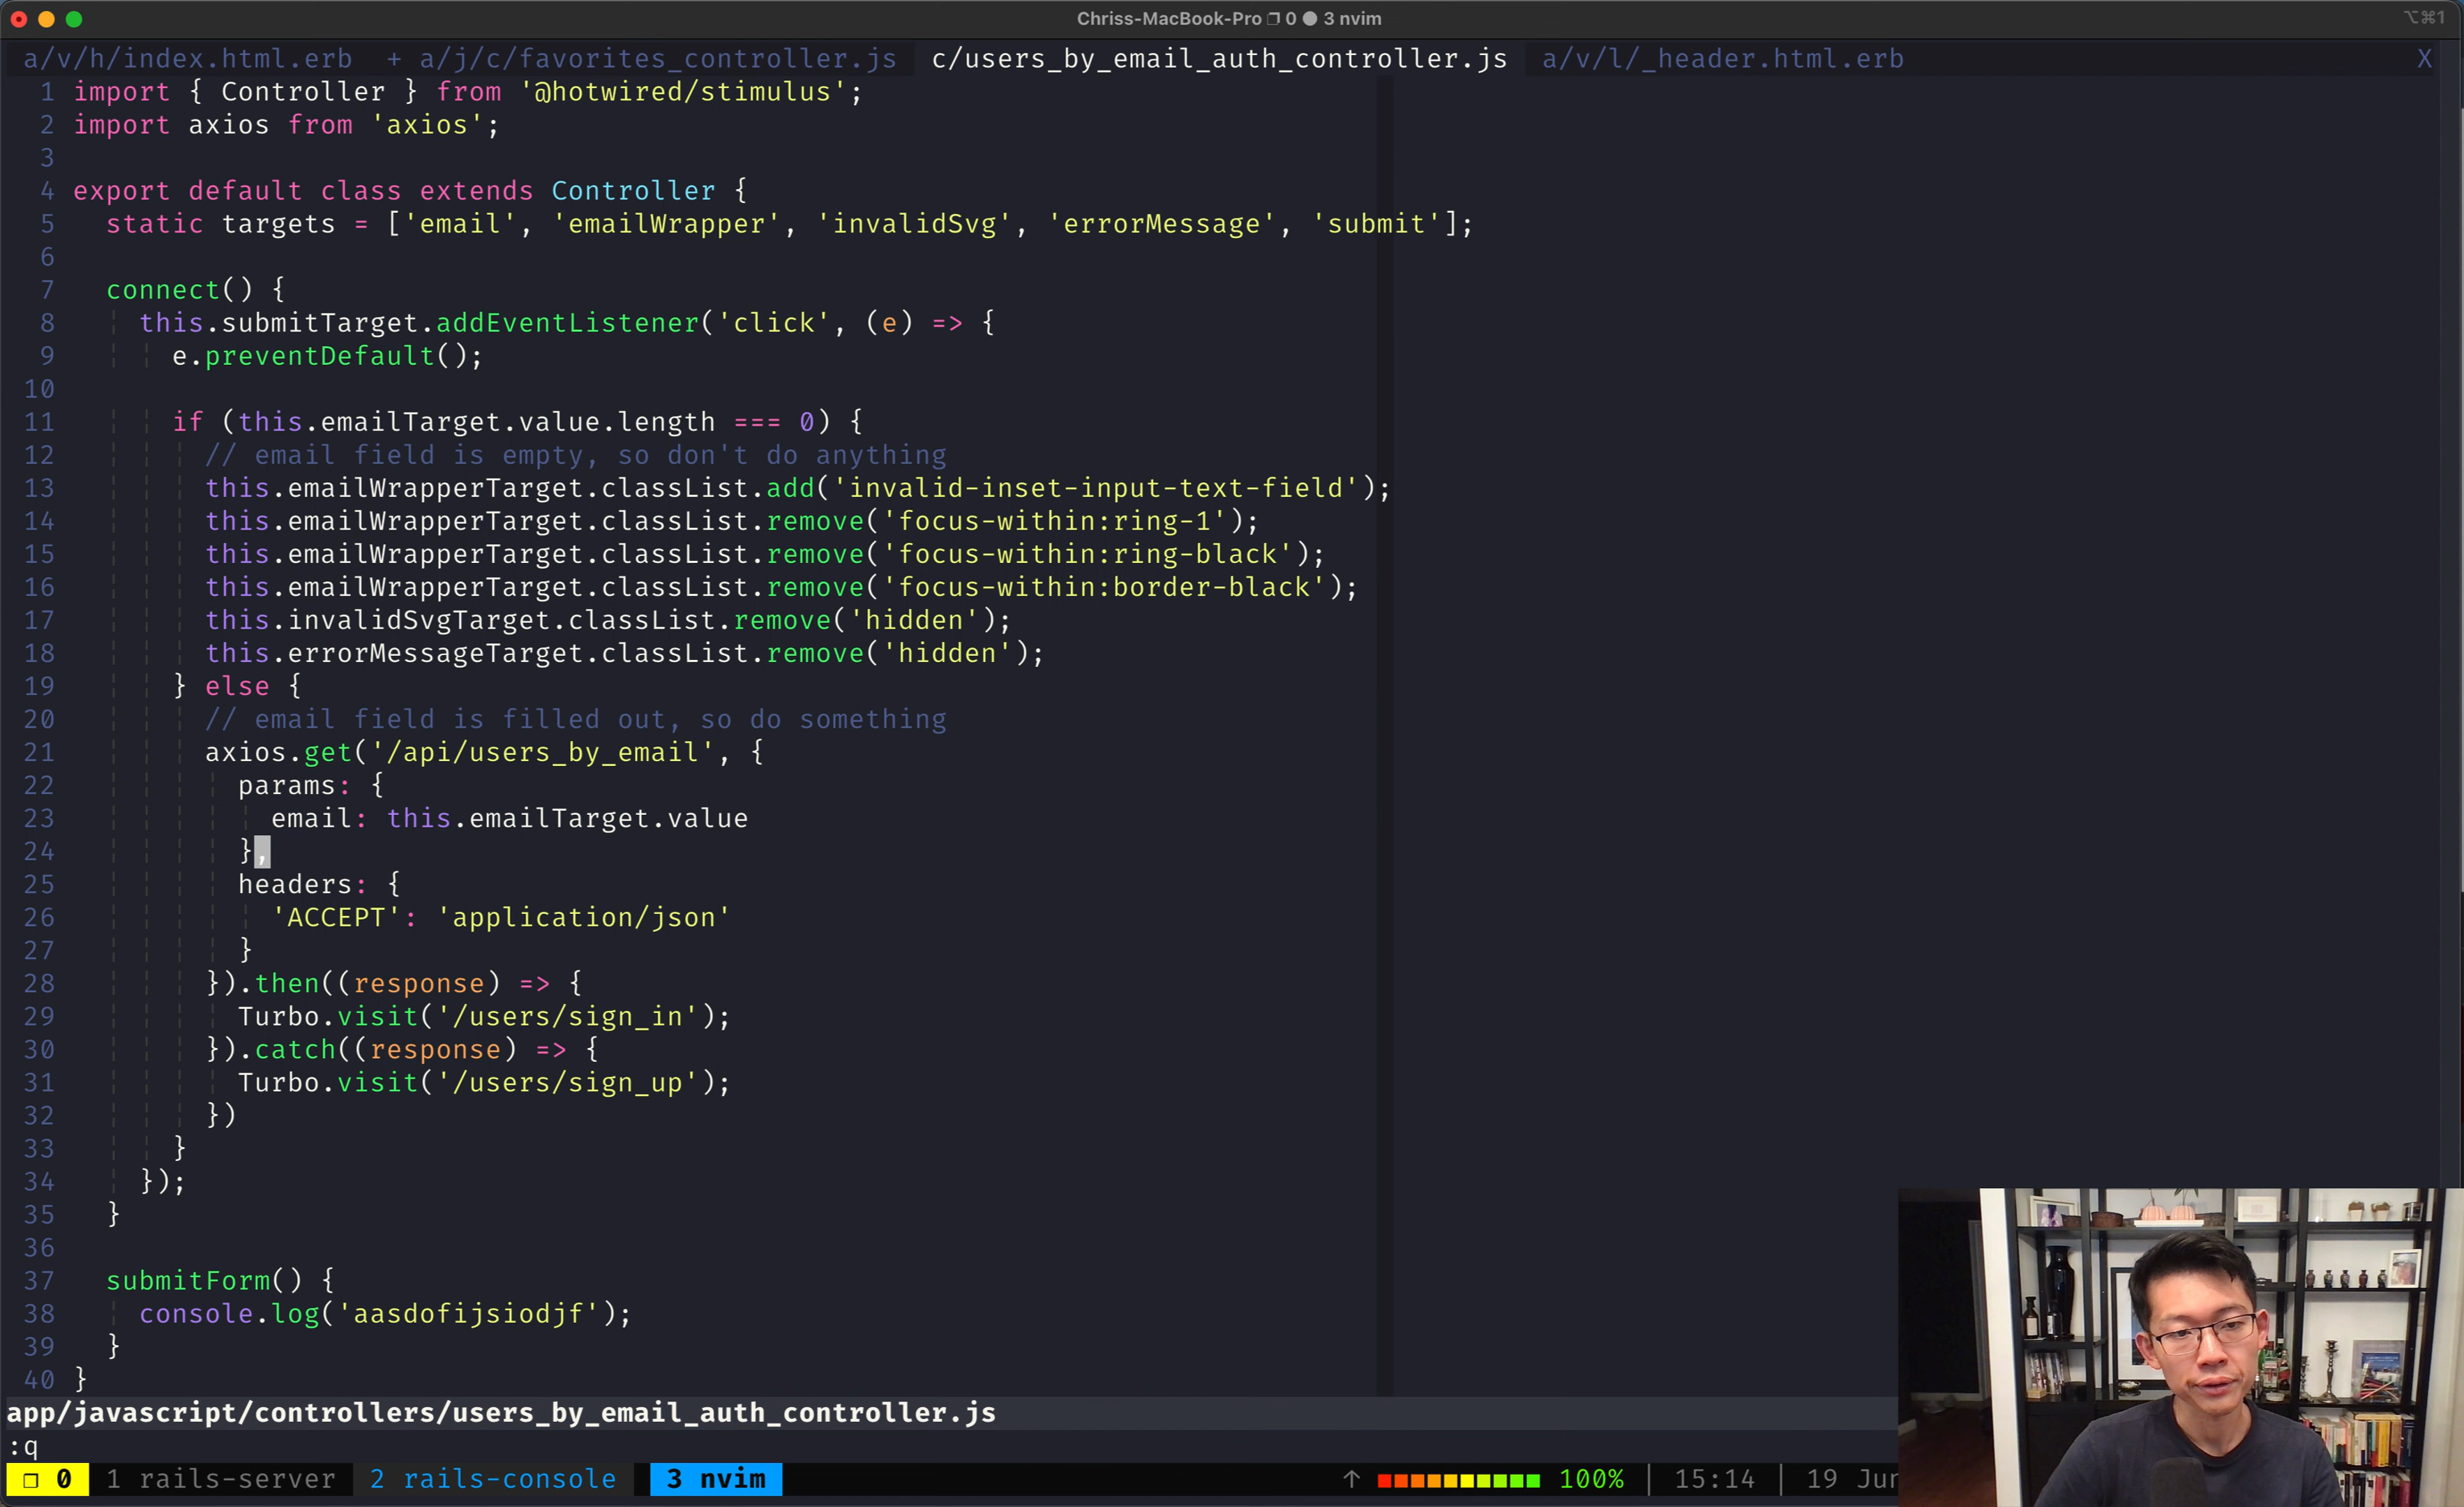 Chriss-MacBook-Pro ❐ 0 ● 3 nvim
⌥⌘1
a/v/h/index.html.erb + a/j/c/favorites_controller.js c/users_by_email_auth_controller.js a/v/l/_header.html.erb X
1 import { Controller } from '@hotwired/stimulus';
2 import axios from 'axios';
3
4 export default class extends Controller {
5 static targets = ['email', 'emailWrapper', 'invalidSvg', 'errorMessage', 'submit'];
6
7 connect() {
8 this.submitTarget.addEventListener('click', (e) => {
9 e.preventDefault();
10
11 if (this.emailTarget.value.length === 0) {
12 // email field is empty, so don't do anything
13 this.emailWrapperTarget.classList.add('invalid-inset-input-text-field');
14 this.emailWrapperTarget.classList.remove('focus-within:ring-1');
15 this.emailWrapperTarget.classList.remove('focus-within:ring-black');
16 this.emailWrapperTarget.classList.remove('focus-within:border-black');
17 this.invalidSvgTarget.classList.remove('hidden');
18 this.errorMessageTarget.classList.remove('hidden');
19 } else {
20 // email field is filled out, so do something
21 axios.get('/api/users_by_email', {
22 params: {
23 email: this.emailTarget.value
24 },
25 headers: {
26 'ACCEPT': 'application/json'
27 }
28 }).then((response) => {
29 Turbo.visit('/users/sign_in');
30 }).catch((response) => {
31 Turbo.visit('/users/sign_up');
32 })
33 }
34 });
35 }
36
37 submitForm() {
38 console.log('aasdofijsiodjf');
39 }
40 }
app/javascript/controllers/users_by_email_auth_controller.js
:q
❐ 0 1 rails-server 2 rails-console 3 nvim ↑ 100% | 15:14 | 19 Jun